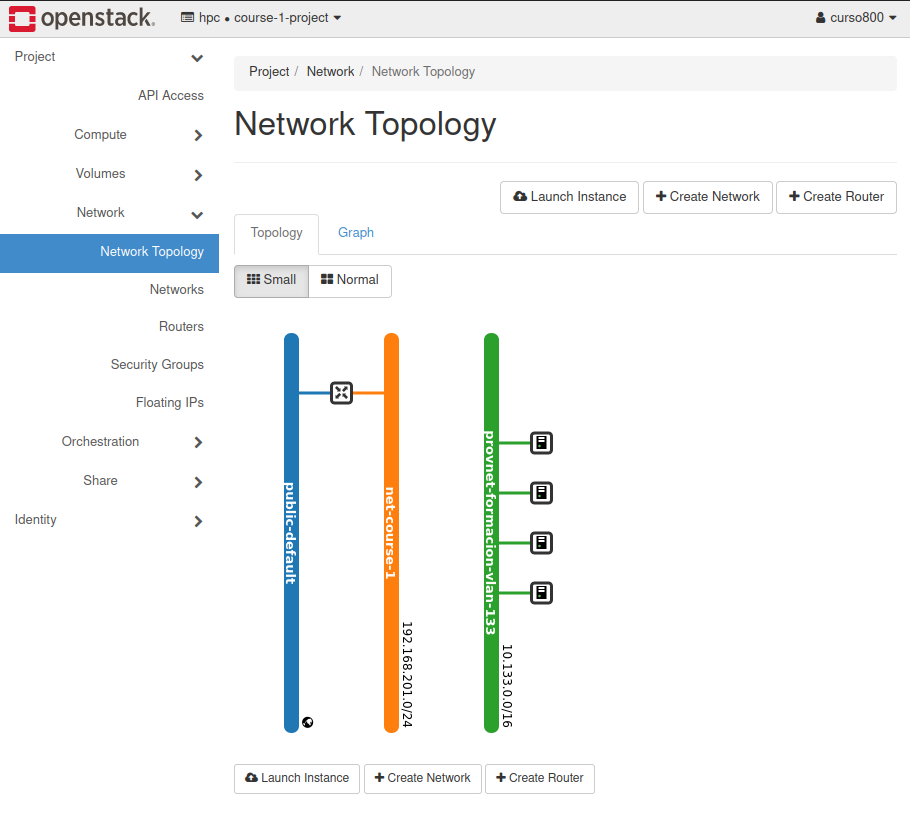 openstack. hpc • course-1-project curso800
Project
API Access
Compute
Volumes
Network
Network Topology
Networks
Routers
Security Groups
Floating IPs
Orchestration
Share
Identity
Project / Network / Network Topology
Network Topology
Launch Instance + Create Network + Create Router
Topology Graph
Small Normal
public-default
net-course-1
192.168.201.0/24
provnet-formacion-vlan-133
10.133.0.0/16
Launch Instance + Create Network + Create Router